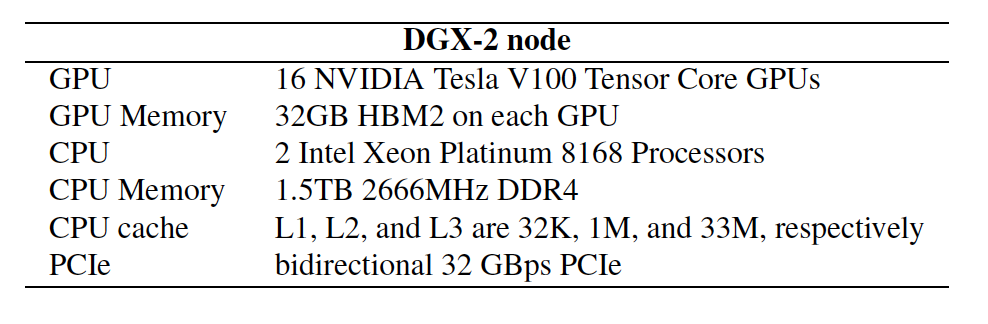 DGX-2 node
GPU 16 NVIDIA Tesla V100 Tensor Core GPUs
GPU Memory 32GB HBM2 on each GPU
CPU 2 Intel Xeon Platinum 8168 Processors
CPU Memory 1.5TB 2666MHz DDR4
CPU cache L1, L2, and L3 are 32K, 1M, and 33M, respectively
PCIe bidirectional 32 GBps PCIe